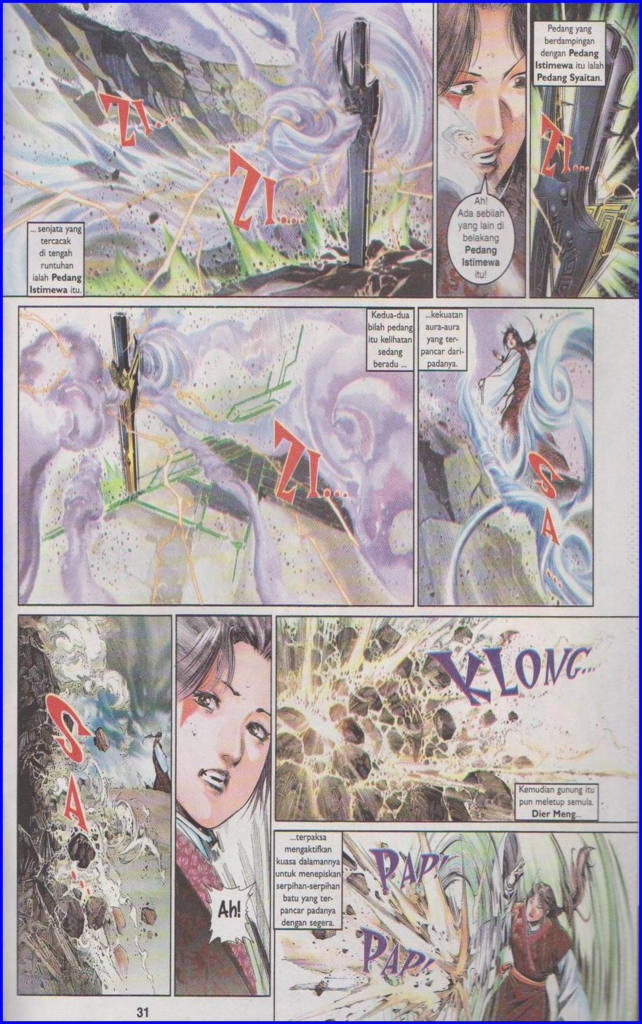 ZI...
ZI...
... senjata yang
tercacak
di tengah
runtuhan
ialah Pedang
Istimewa itu.
Ah!
Ada sebilah
yang lain di
belakang
Pedang
Istimewa
itu!
Pedang yang
berdampingan
dengan Pedang
Istimewa itu ialah
Pedang Syaitan.
ZI...
Kedua-dua
bilah pedang
itu kelihatan
sedang
beradu ...
ZI...
...kekuatan
aura-aura
yang ter-
pancar dari-
padanya.
SA...
SA...
Ah!
KLONG...
Kemudian gunung itu
pun meletup semula.
Dier Meng...
...terpaksa
mengaktifkan
kuasa dalamannya
untuk menepiskan
serpihan-serpihan
batu yang ter-
pancar padanya
dengan segera.
PAP!
PAP!
31